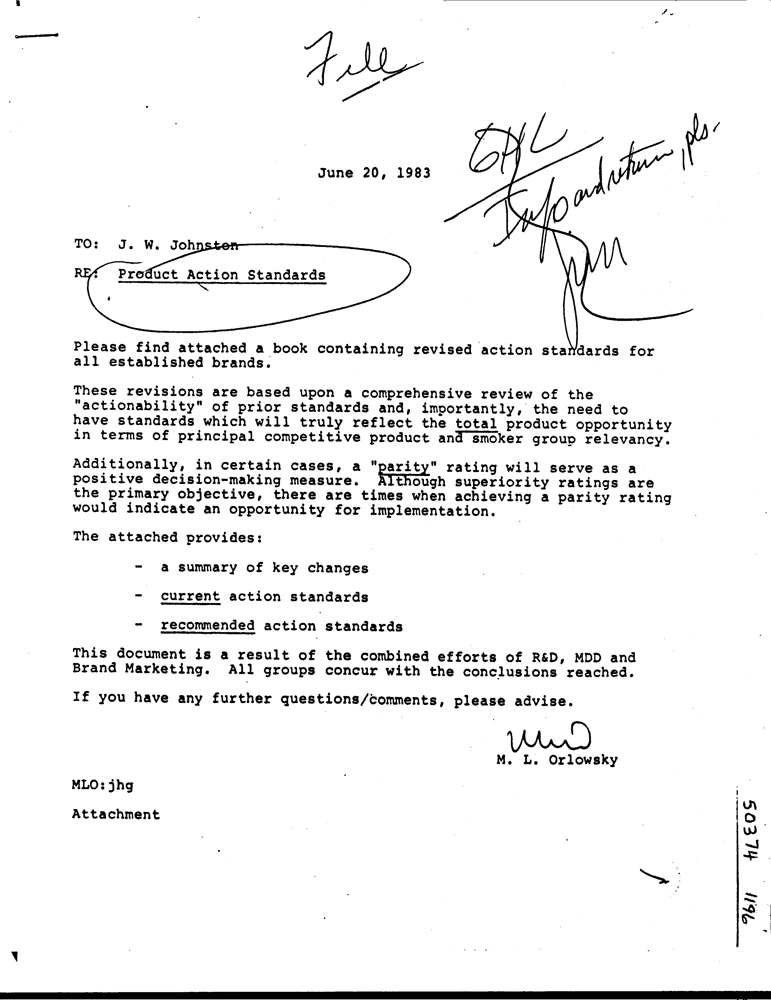 File
GHL
Info and return, pls.
June 20, 1983
TO: J. W. Johnston
RE: Product Action Standards
Please find attached a book containing revised action standards for
all established brands.
These revisions are based upon a comprehensive review of the
"actionability" of prior standards and, importantly, the need to
have standards which will truly reflect the total product opportunity
in terms of principal competitive product and smoker group relevancy.
Additionally, in certain cases, a "parity" rating will serve as a
positive decision-making measure. Although superiority ratings are
the primary objective, there are times when achieving a parity rating
would indicate an opportunity for implementation.
The attached provides:
- a summary of key changes
- current action standards
- recommended action standards
This document is a result of the combined efforts of R&D, MDD and
Brand Marketing. All groups concur with the conclusions reached.
If you have any further questions/comments, please advise.
M. L. Orlowsky
MLO:jhg
Attachment
50374 1196